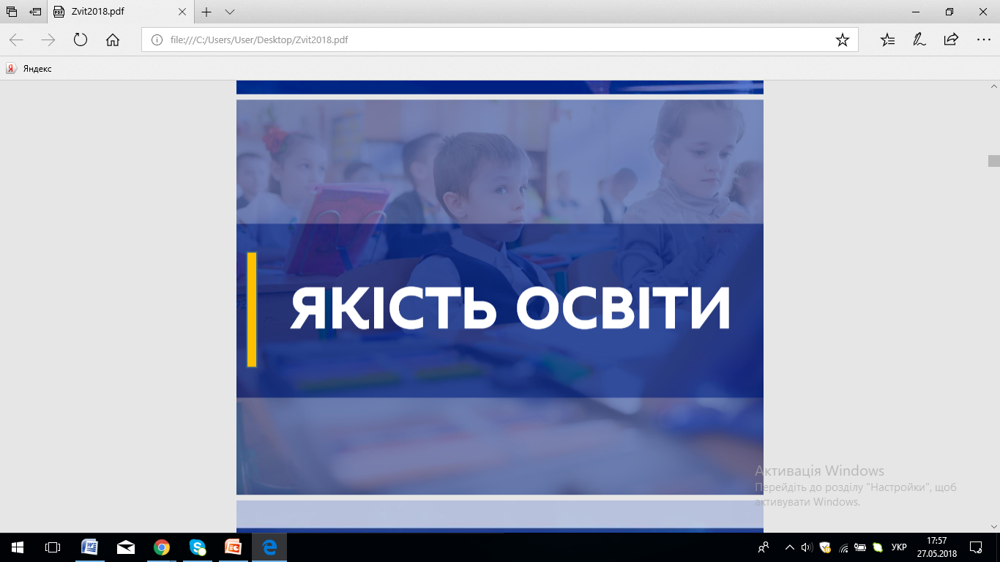 Zvit2018.pdf
file:///C:/Users/User/Desktop/Zvit2018.pdf
Яндекс
ЯКІСТЬ ОСВІТИ
Активація Windows
Перейдіть до розділу "Настройки", щоб
активувати Windows.
УКР
17:57
27.05.2018